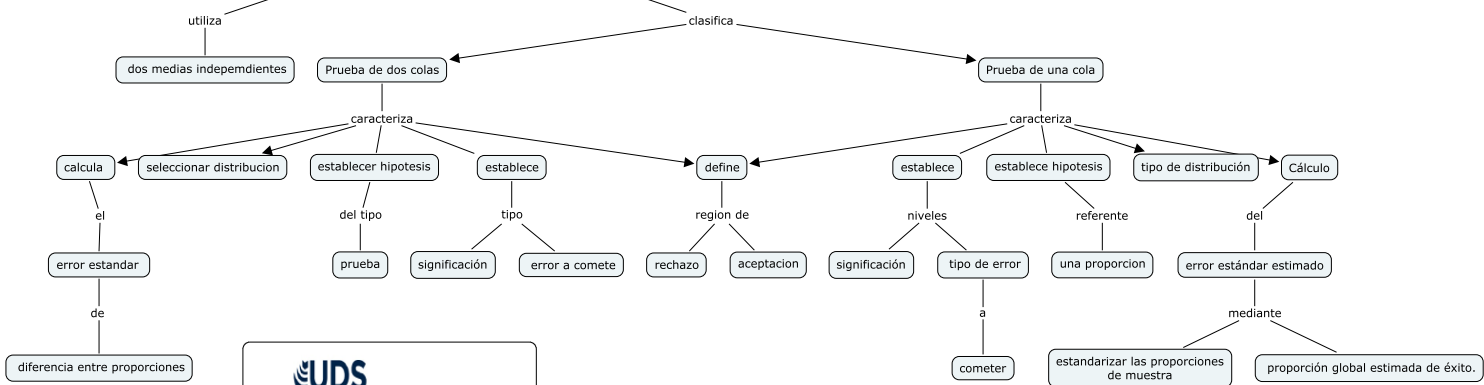 utiliza
clasifica
dos medias indepemdientes
Prueba de dos colas
Prueba de una cola
caracteriza
caracteriza
calcula
seleccionar distribucion
establecer hipotesis
establece
define
establece
establece hipotesis
tipo de distribución
Cálculo
el
del tipo
tipo
region de
niveles
referente
del
error estandar
prueba
significación
error a comete
rechazo
aceptacion
significación
tipo de error
una proporcion
error estándar estimado
de
a
mediante
diferencia entre proporciones
cometer
estandarizar las proporciones
de muestra
proporción global estimada de éxito.
UDS